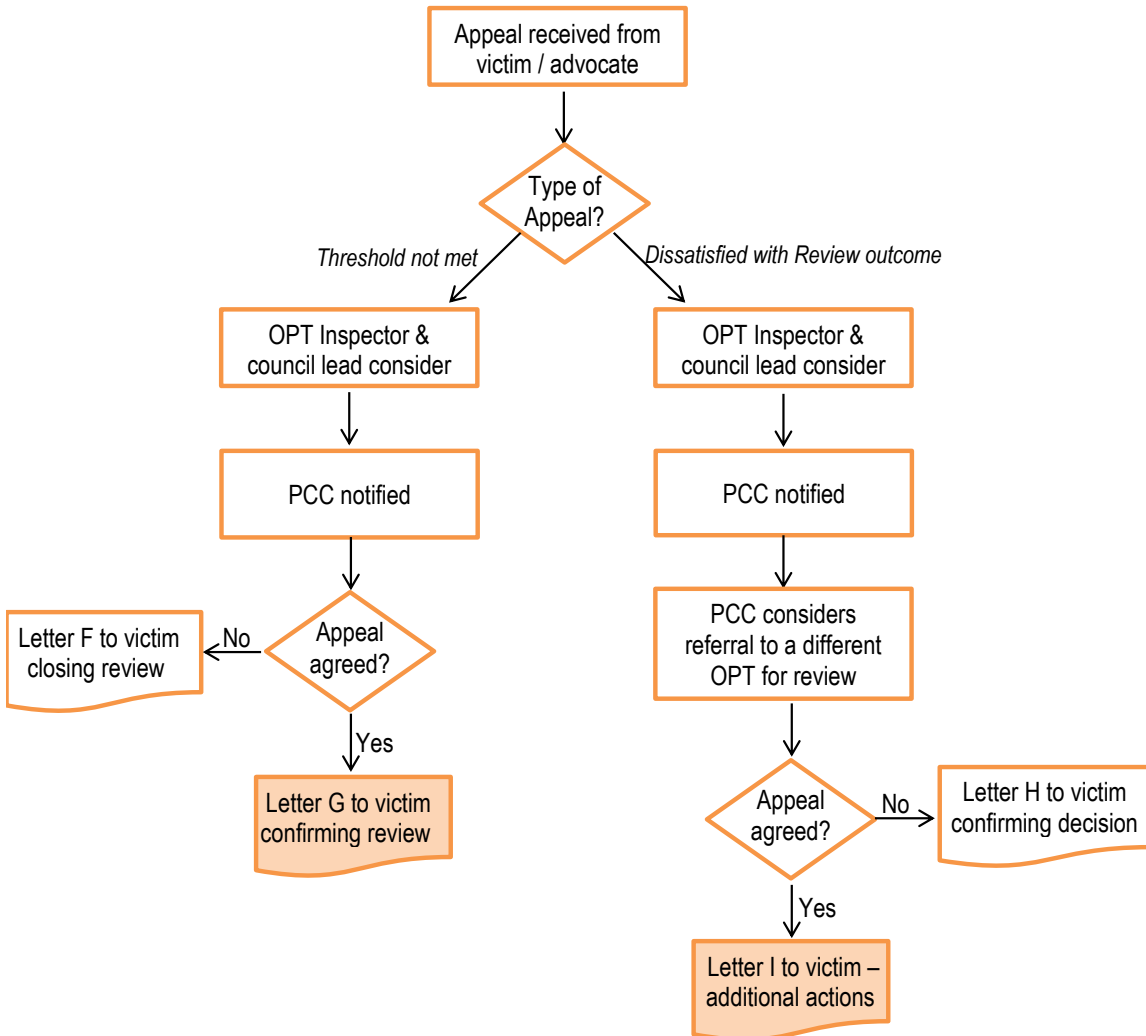 Appeal received from
victim / advocate
Type of
Appeal?
Threshold not met
Dissatisfied with Review outcome
OPT Inspector &
council lead consider
OPT Inspector &
council lead consider
PCC notified
PCC notified
Appeal
agreed?
No
Letter F to victim
closing review
Yes
Letter G to victim
confirming review
PCC considers
referral to a different
OPT for review
Appeal
agreed?
No
Letter H to victim
confirming decision
Yes
Letter I to victim –
additional actions